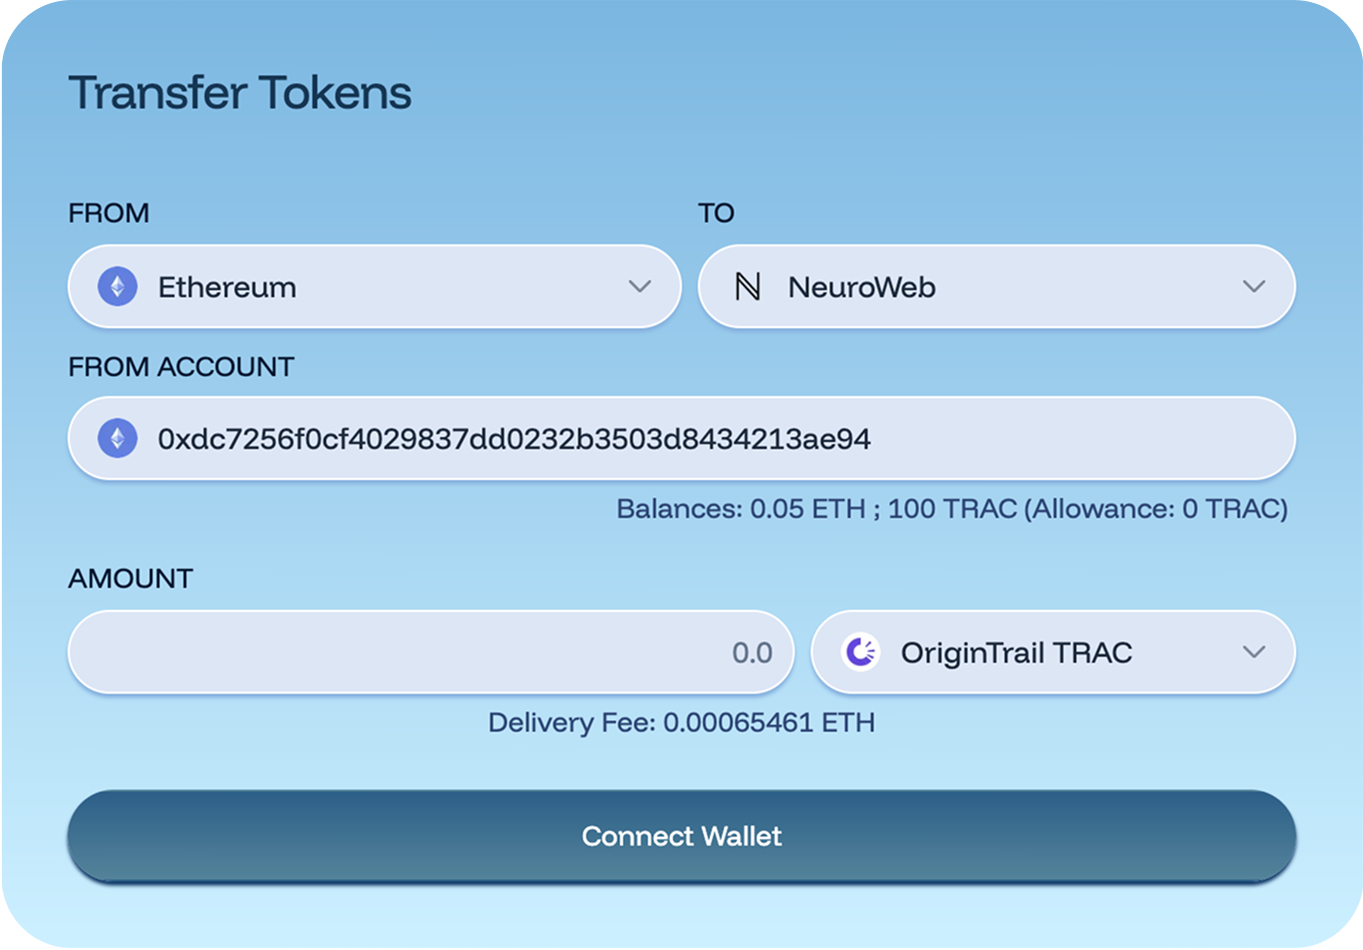 Transfer Tokens
FROM
TO
Ethereum
NeuroWeb
FROM ACCOUNT
0xdc7256f0cf4029837dd0232b3503d8434213ae94
Balances: 0.05 ETH ; 100 TRAC (Allowance: 0 TRAC)
AMOUNT
0.0
OriginTrail TRAC
Delivery Fee: 0.00065461 ETH
Connect Wallet